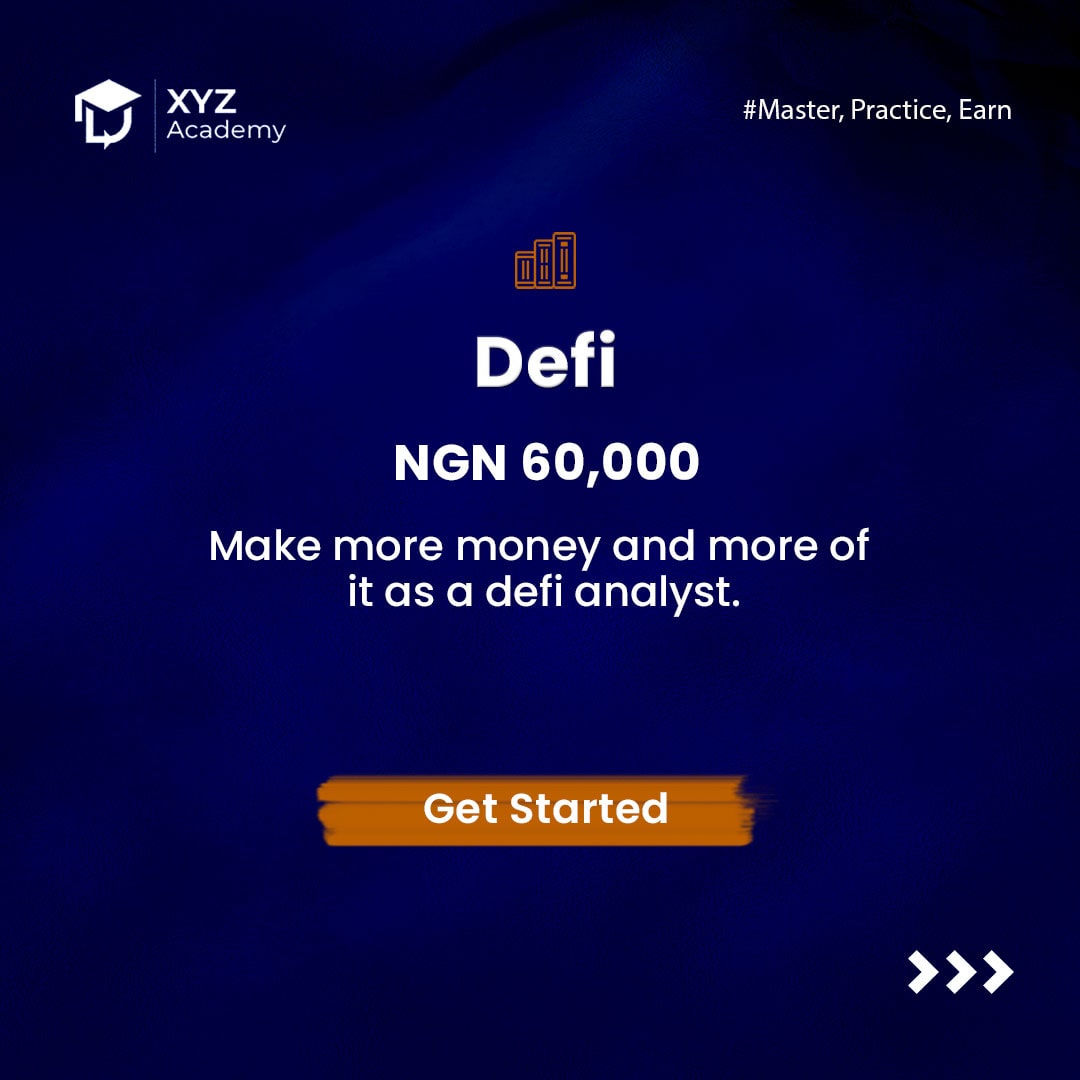 XYZ
Academy
#Master, Practice, Earn
Defi
NGN 60,000
Make more money and more of
it as a defi analyst.
Get Started